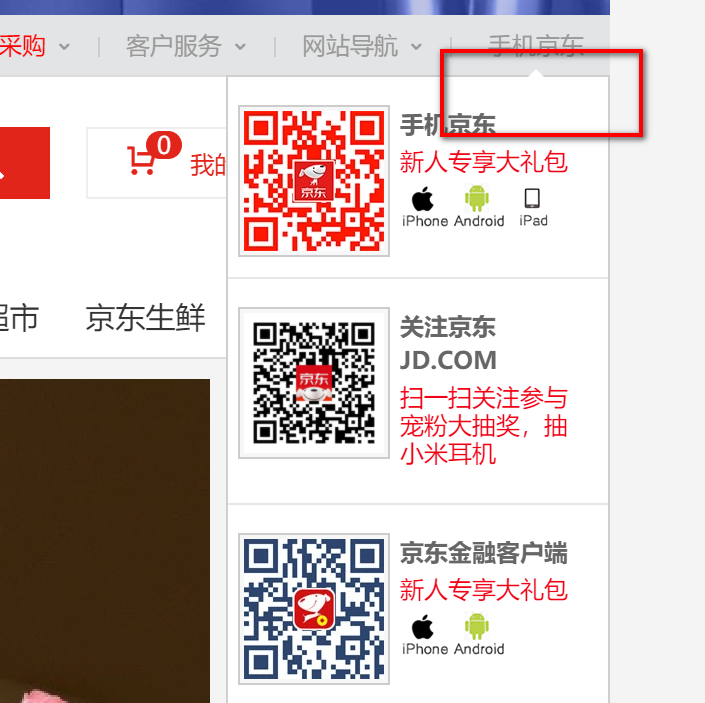 采购
客户服务
网站导航
手机京东
0
我的
超市
京东生鲜
京东
手机京东
新人专享大礼包
iPhone Android iPad
京东
关注京东
JD.COM
扫一扫关注参与
宠粉大抽奖，抽
小米耳机
京东金融客户端
新人专享大礼包
iPhone Android